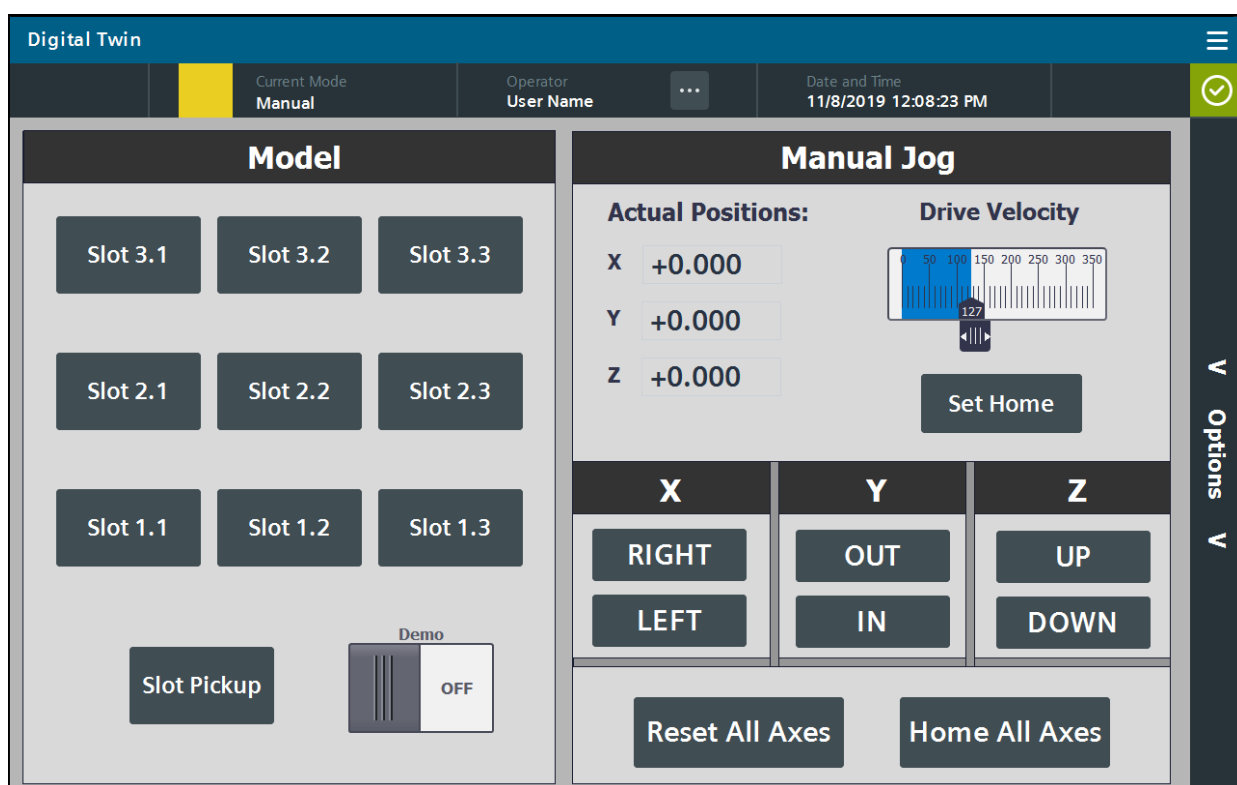 Digital Twin
Current Mode
Manual
Operator
User Name
...
Date and Time
11/8/2019 12:08:23 PM
Model
Slot 3.1 Slot 3.2 Slot 3.3
Slot 2.1 Slot 2.2 Slot 2.3
Slot 1.1 Slot 1.2 Slot 1.3
Slot Pickup
Demo
OFF
Manual Jog
Actual Positions:
X +0.000
Y +0.000
Z +0.000
Drive Velocity
0 50 100 150 200 250 300 350
127
Set Home
X Y Z
RIGHT OUT UP
LEFT IN DOWN
Reset All Axes Home All Axes
< Options <